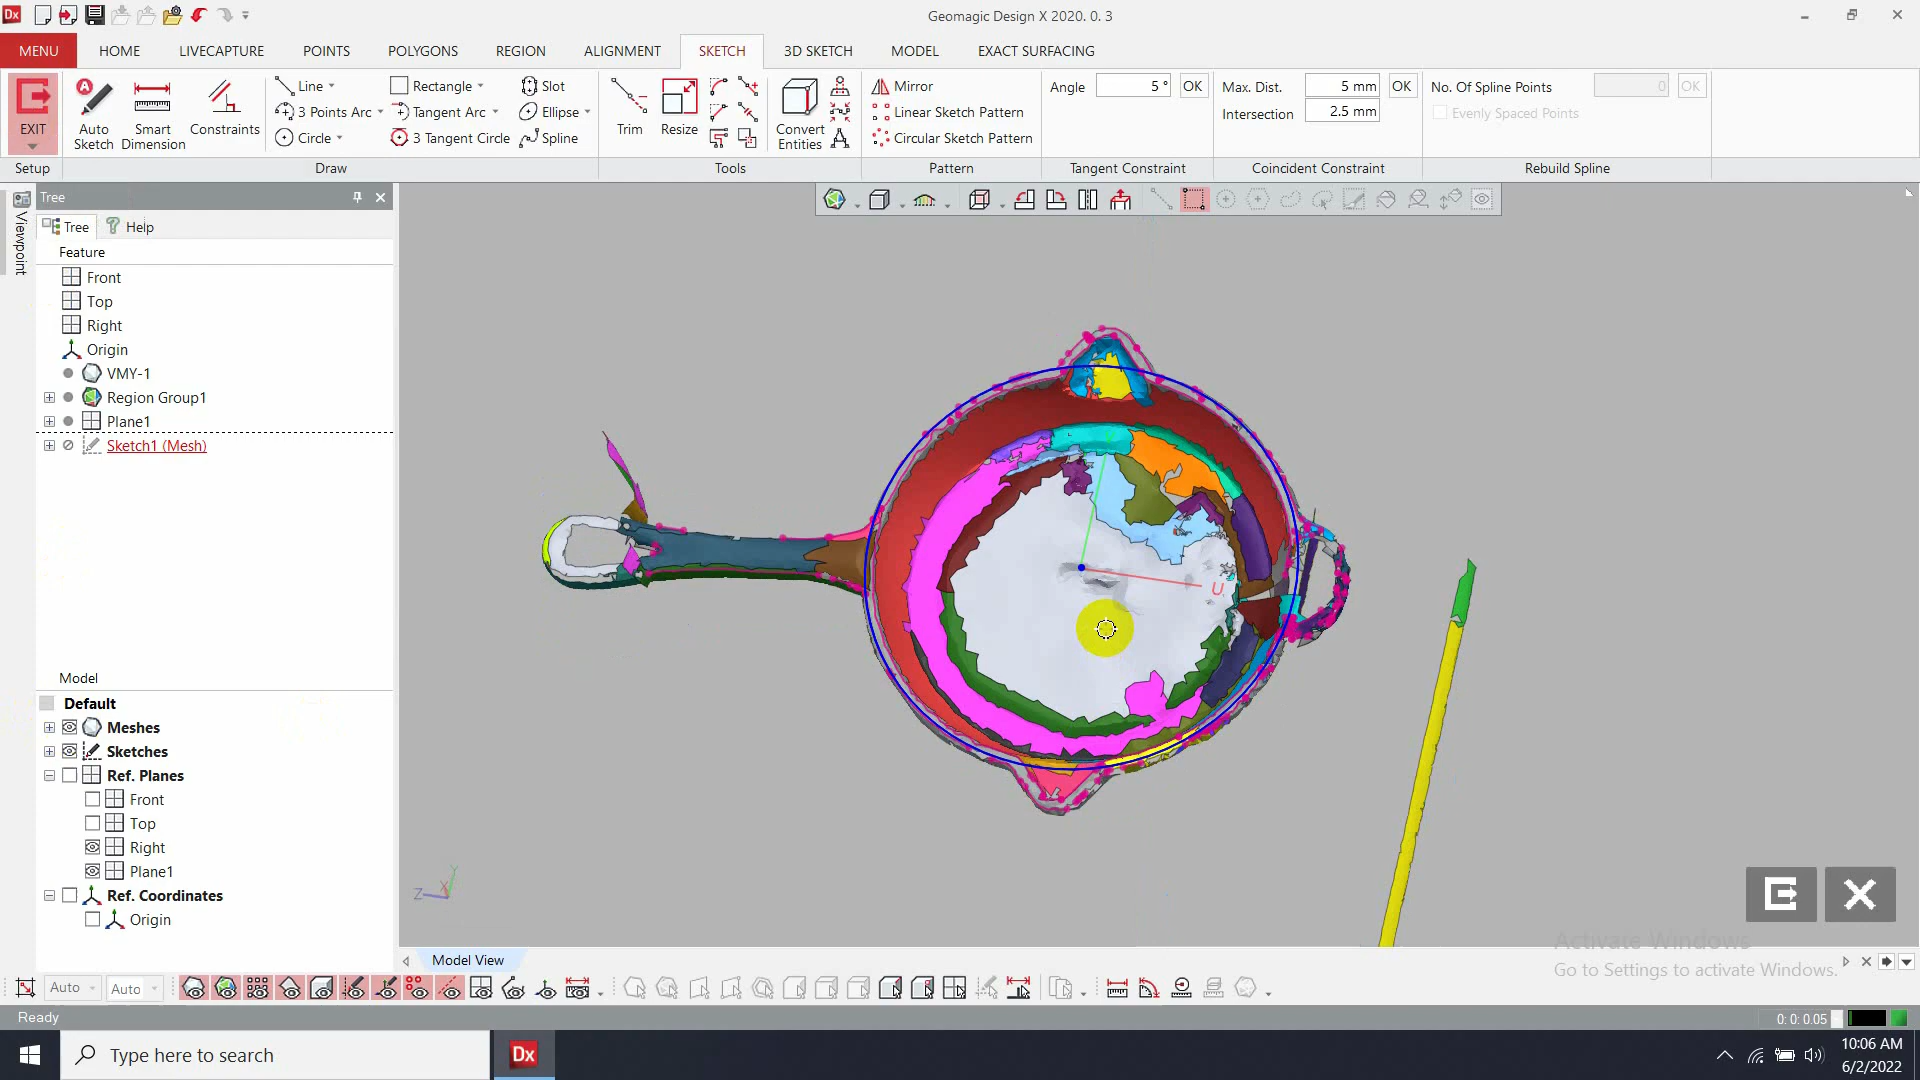 Dx
Geomagic Design X 2020. 0. 3
MENU HOME LIVECAPTURE POINTS POLYGONS REGION ALIGNMENT SKETCH 3D SKETCH MODEL EXACT SURFACING
EXIT
Auto Sketch
Smart Dimension
Constraints
Line
Rectangle
Slot
3 Points Arc
Tangent Arc
Ellipse
Circle
3 Tangent Circle
Spline
Trim
Resize
Convert Entities
Mirror
Linear Sketch Pattern
Circular Sketch Pattern
Angle 5 ° OK
Max. Dist. 5 mm OK
Intersection 2.5 mm
No. Of Spline Points 0 OK
Evenly Spaced Points
Setup Draw Tools Pattern Tangent Constraint Coincident Constraint Rebuild Spline
Viewpoint
Tree
Tree Help
Feature
Front
Top
Right
Origin
VMY-1
Region Group1
Plane1
Sketch1 (Mesh)
Model
Default
Meshes
Sketches
Ref. Planes
Front
Top
Right
Plane1
Ref. Coordinates
Origin
U
Z X Y
Model View
Activate Windows
Go to Settings to activate Windows.
Auto Auto
Ready
0: 0: 0.05
Type here to search
Dx
10:06 AM
6/2/2022